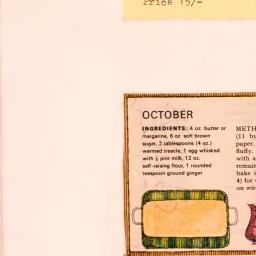 Price 15/-
OCTOBER
INGREDIENTS: 4 oz. butter or
margarine, 6 oz soft brown
sugar, 2 tablespoons (4 oz.)
warmed treacle, 1 egg whisked
with ¼ pint milk, 12 oz.
self-raising flour, 1 rounded
teaspoon ground ginger
METH
(11 by
paper.
fluffy.
with a
remain
bake i
4) for
on wir